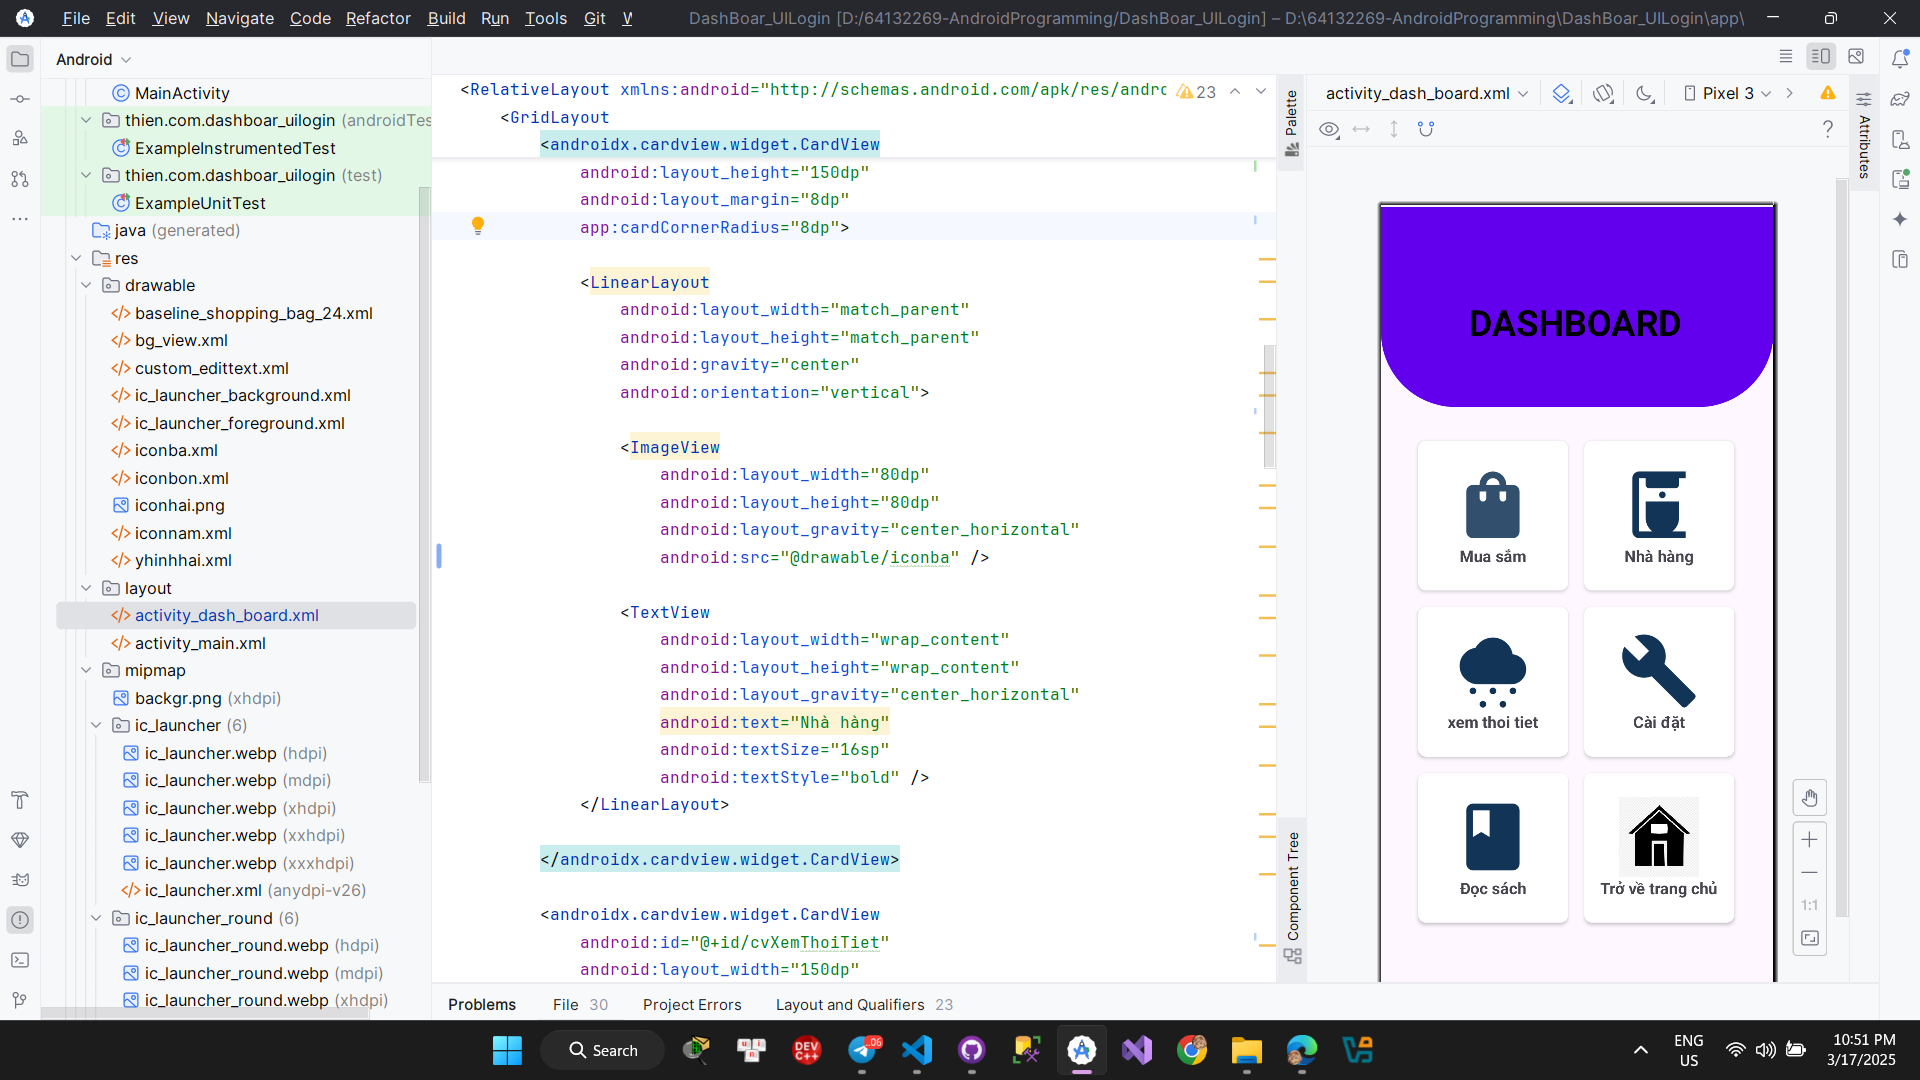 File Edit View Navigate Code Refactor Build Run Tools Git DashBoar_UILogin [D:/64132269-AndroidProgramming/DashBoar_UILogin] – D:\64132269-AndroidProgramming\DashBoar_UILogin\app\
Android
MainActivity
thien.com.dashboar_uilogin (androidTes
ExampleInstrumentedTest
thien.com.dashboar_uilogin (test)
ExampleUnitTest
java (generated)
res
drawable
baseline_shopping_bag_24.xml
bg_view.xml
custom_edittext.xml
ic_launcher_background.xml
ic_launcher_foreground.xml
iconba.xml
iconbon.xml
iconhai.png
iconnam.xml
yhinhhai.xml
layout
activity_dash_board.xml
activity_main.xml
mipmap
backgr.png (xhdpi)
ic_launcher (6)
ic_launcher.webp (hdpi)
ic_launcher.webp (mdpi)
ic_launcher.webp (xhdpi)
ic_launcher.webp (xxhdpi)
ic_launcher.webp (xxxhdpi)
ic_launcher.xml (anydpi-v26)
ic_launcher_round (6)
ic_launcher_round.webp (hdpi)
ic_launcher_round.webp (mdpi)
ic_launcher_round.webp (xhdpi)
<RelativeLayout xmlns:android="http://schemas.android.com/apk/res/andro
23
<GridLayout
<androidx.cardview.widget.CardView
android:layout_height="150dp"
android:layout_margin="8dp"
app:cardCornerRadius="8dp">
<LinearLayout
android:layout_width="match_parent"
android:layout_height="match_parent"
android:gravity="center"
android:orientation="vertical">
<ImageView
android:layout_width="80dp"
android:layout_height="80dp"
android:layout_gravity="center_horizontal"
android:src="@drawable/iconba" />
<TextView
android:layout_width="wrap_content"
android:layout_height="wrap_content"
android:layout_gravity="center_horizontal"
android:text="Nhà hàng"
android:textSize="16sp"
android:textStyle="bold" />
</LinearLayout>
</androidx.cardview.widget.CardView>
<androidx.cardview.widget.CardView
android:id="@+id/cvXemThoiTiet"
android:layout_width="150dp"
Palette
Component Tree
activity_dash_board.xml
Pixel 3
Attributes
DASHBOARD
Mua sắm
Nhà hàng
xem thoi tiet
Cài đặt
Đọc sách
Trở về trang chủ
1:1
Problems File 30 Project Errors Layout and Qualifiers 23
Search
DEV C++
.06
ENG
US
10:51 PM
3/17/2025